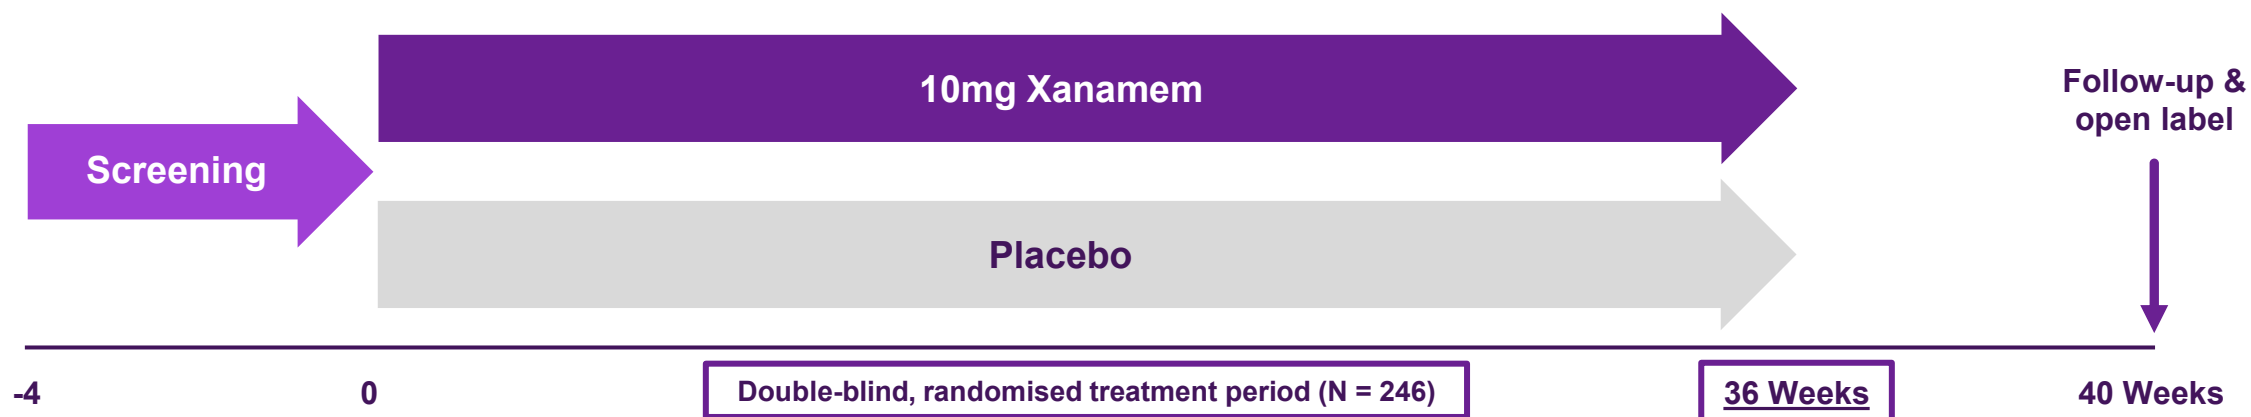 10mg Xanamem
Follow-up &
open label
Screening
Placebo
-4
0
Double-blind, randomised treatment period (N = 246)
36 Weeks
40 Weeks